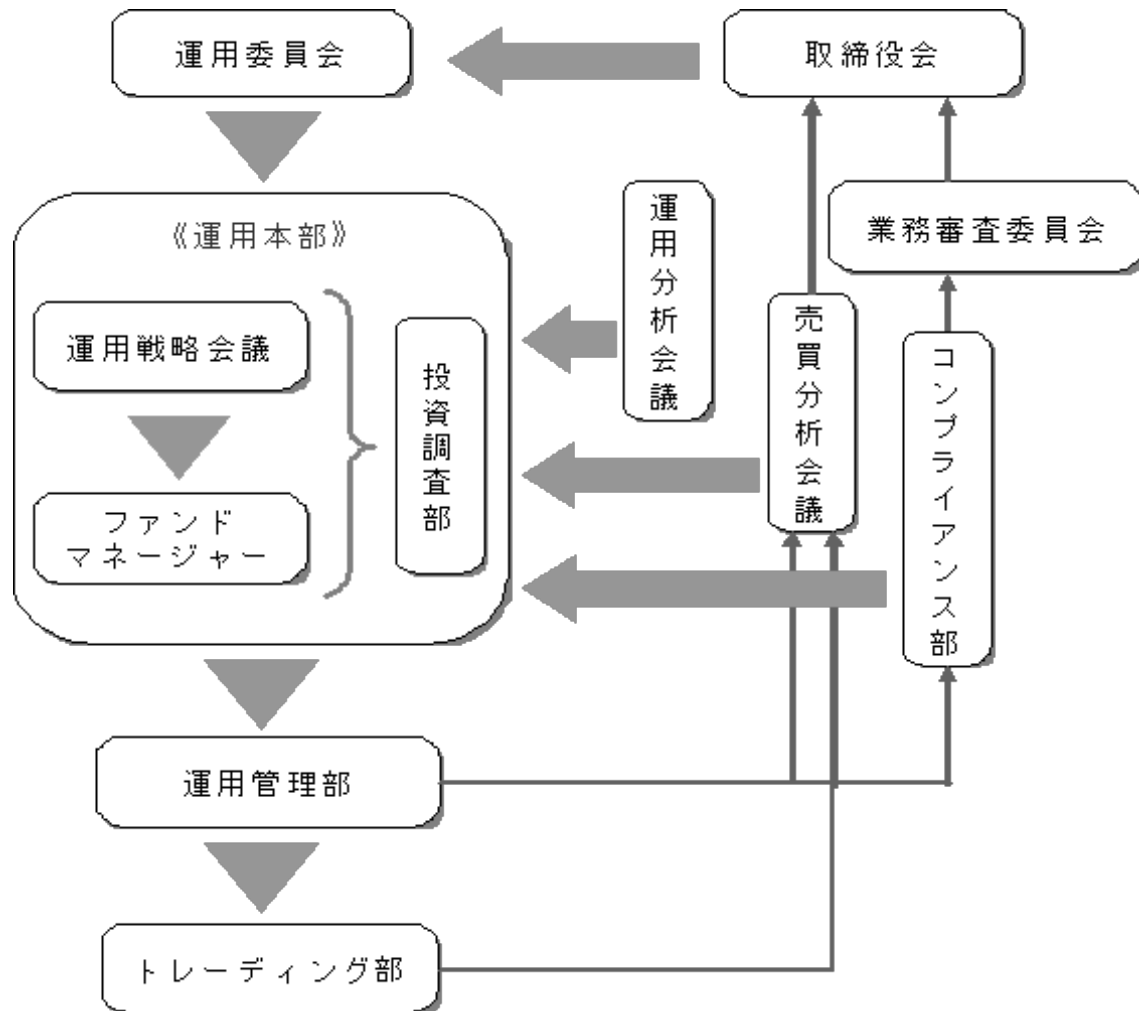 運用委員会
取締役会
《運用本部》
運用戦略会議
ファンド
マネージャー
投資調査部
運用分析会議
売買分析会議
業務審査委員会
コンプライアンス部
運用管理部
トレーディング部